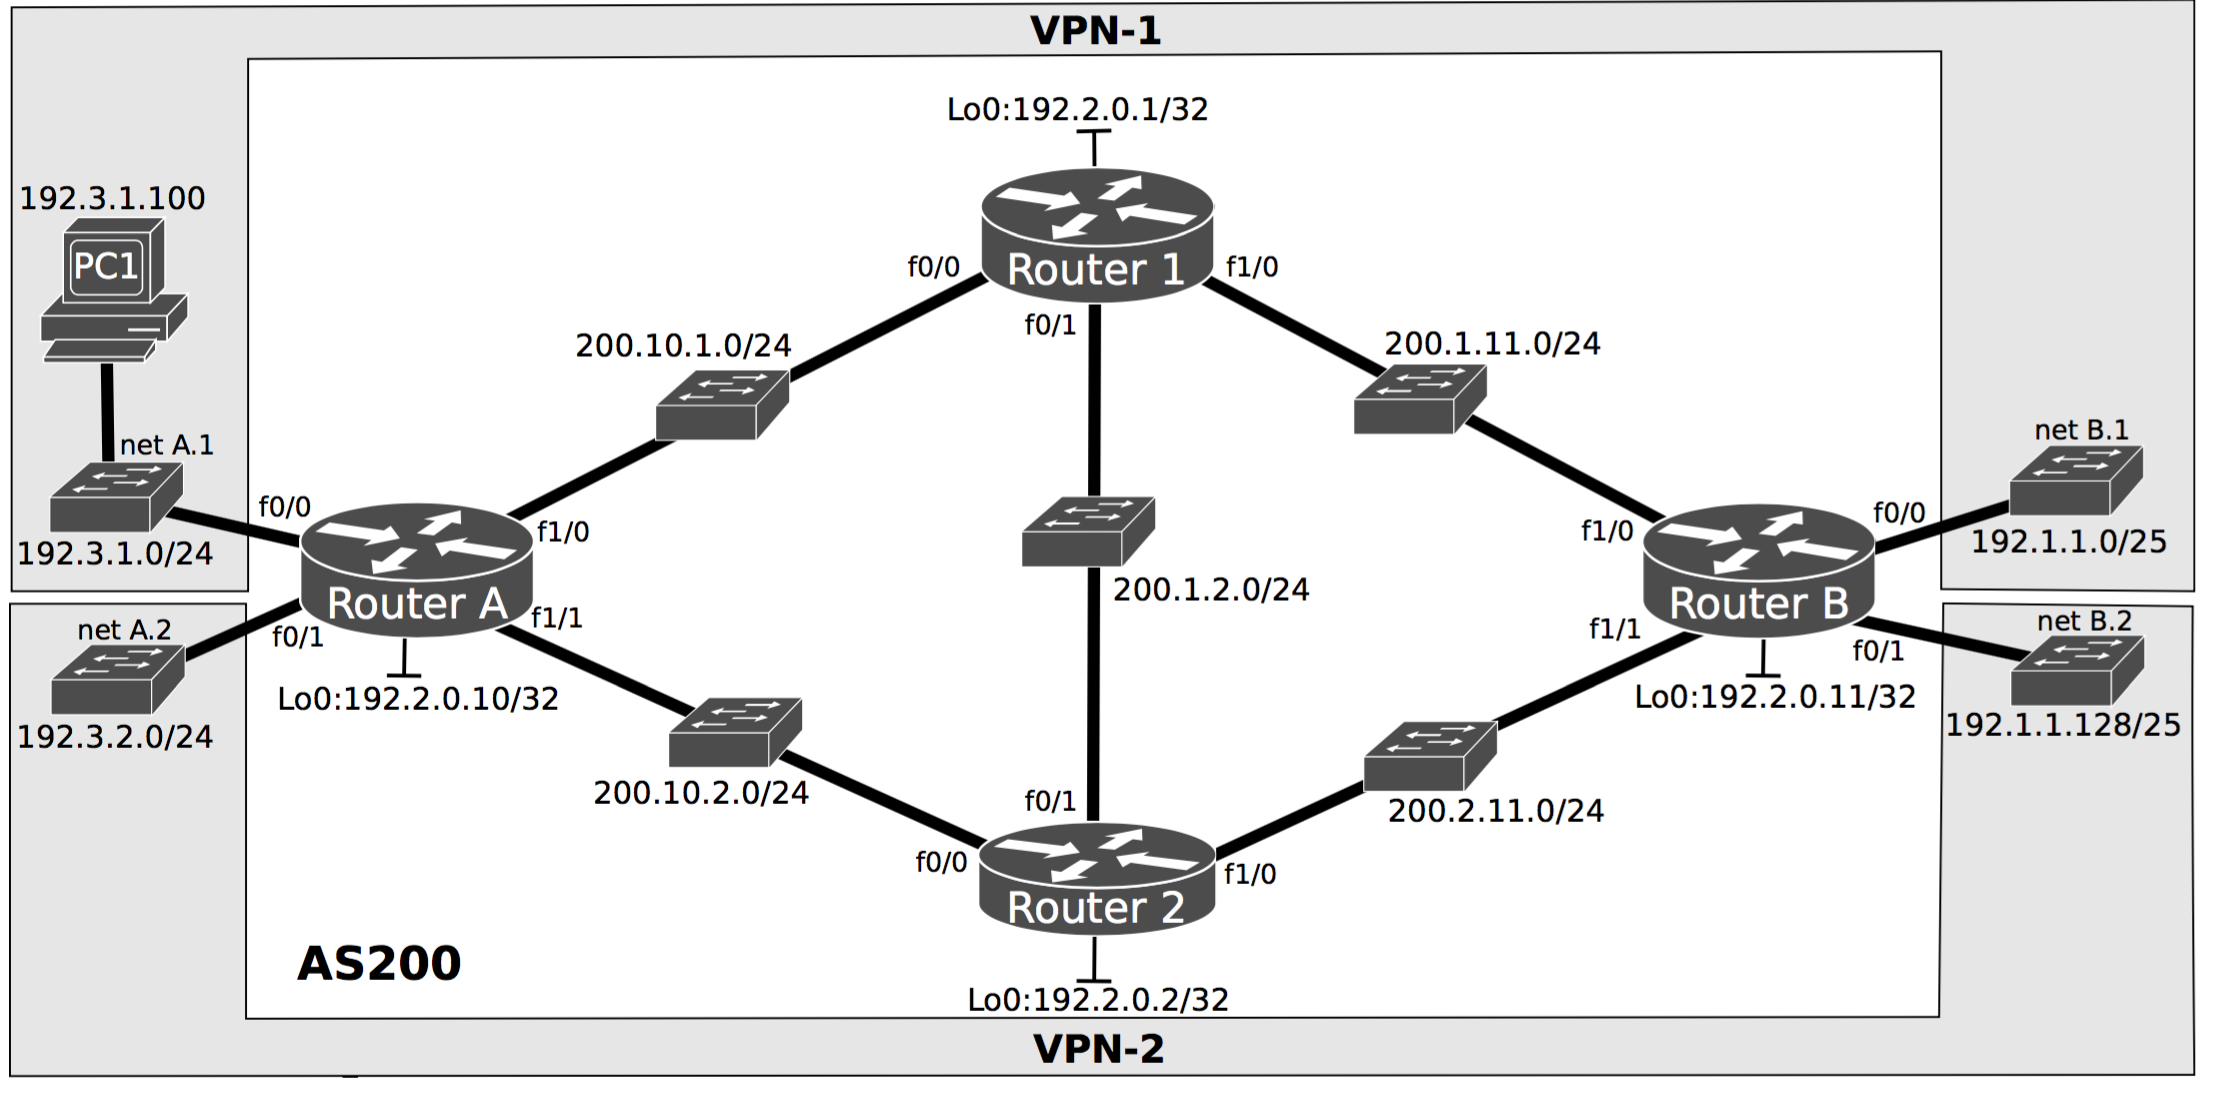 VPN-1
Lo0:192.2.0.1/32
192.3.1.100
PC1
Router 1
f0/0
f1/0
f0/1
200.10.1.0/24
200.1.11.0/24
net A.1
net B.1
f0/0
f1/0
f1/0
f0/0
192.3.1.0/24
192.1.1.0/25
200.1.2.0/24
Router A
Router B
net A.2
f0/1
f1/1
f1/1
f0/1
net B.2
Lo0:192.2.0.10/32
Lo0:192.2.0.11/32
192.3.2.0/24
192.1.1.128/25
200.10.2.0/24
f0/1
200.2.11.0/24
f0/0
f1/0
Router 2
AS200
Lo0:192.2.0.2/32
VPN-2